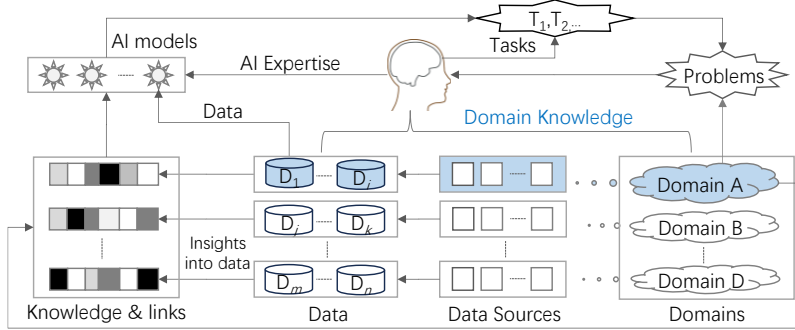 T1,T2,...
AI models
Tasks
AI Expertise
Problems
Data
Domain Knowledge
D1 ...... Di
Domain A
Dj ...... Dk
Domain B
Insights
into data
Dm ...... Dn
Domain D
Knowledge & links
Data
Data Sources
Domains